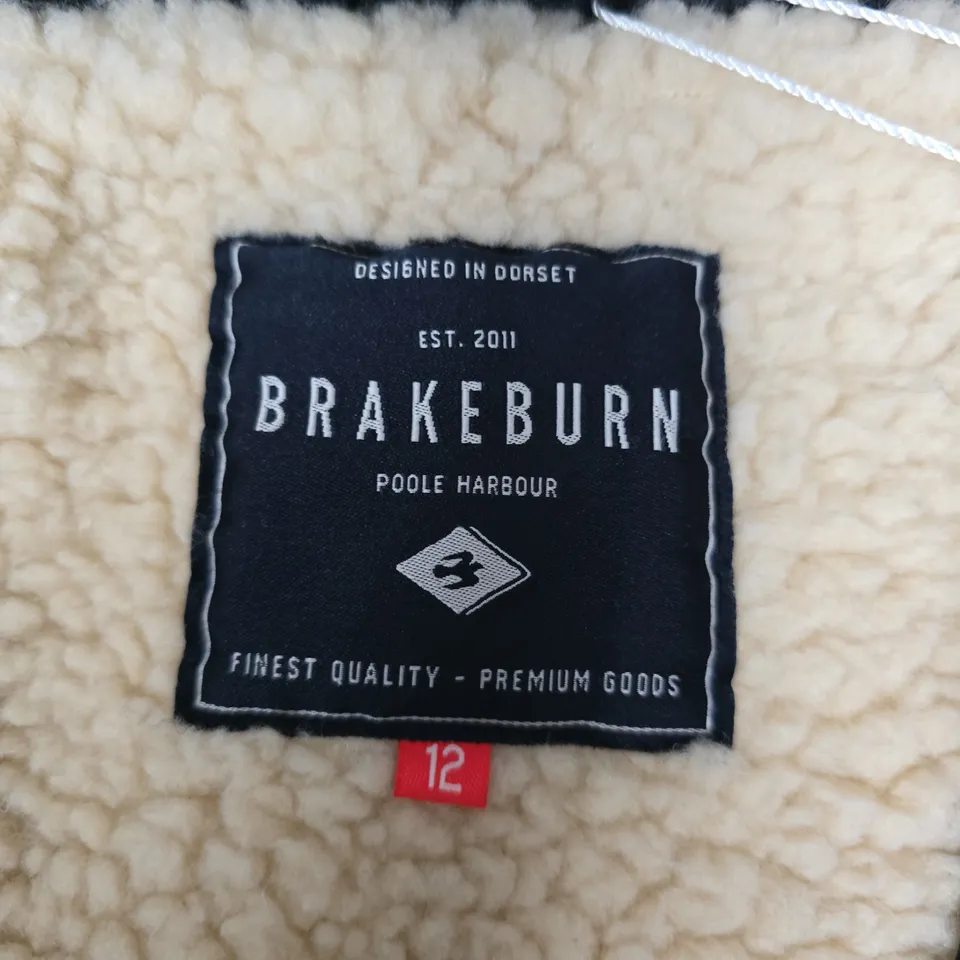 DESIGNED IN DORSET
EST. 2011
BRAKEBURN
POOLE HARBOUR
FINEST QUALITY - PREMIUM GOODS
12